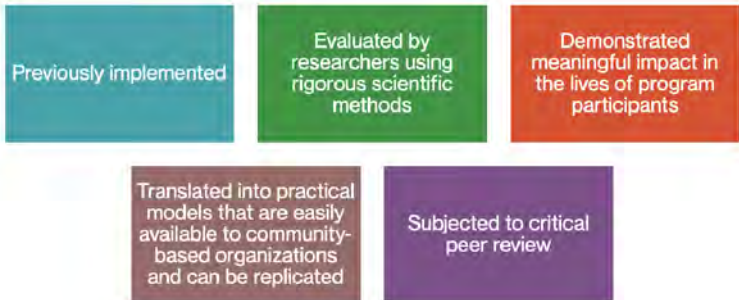 Previously implemented
Evaluated by
researchers using
rigorous scientific
methods
Demonstrated
meaningful impact in
the lives of program
participants
Translated into practical
models that are easily
available to community-
based organizations
and can be replicated
Subjected to critical
peer review